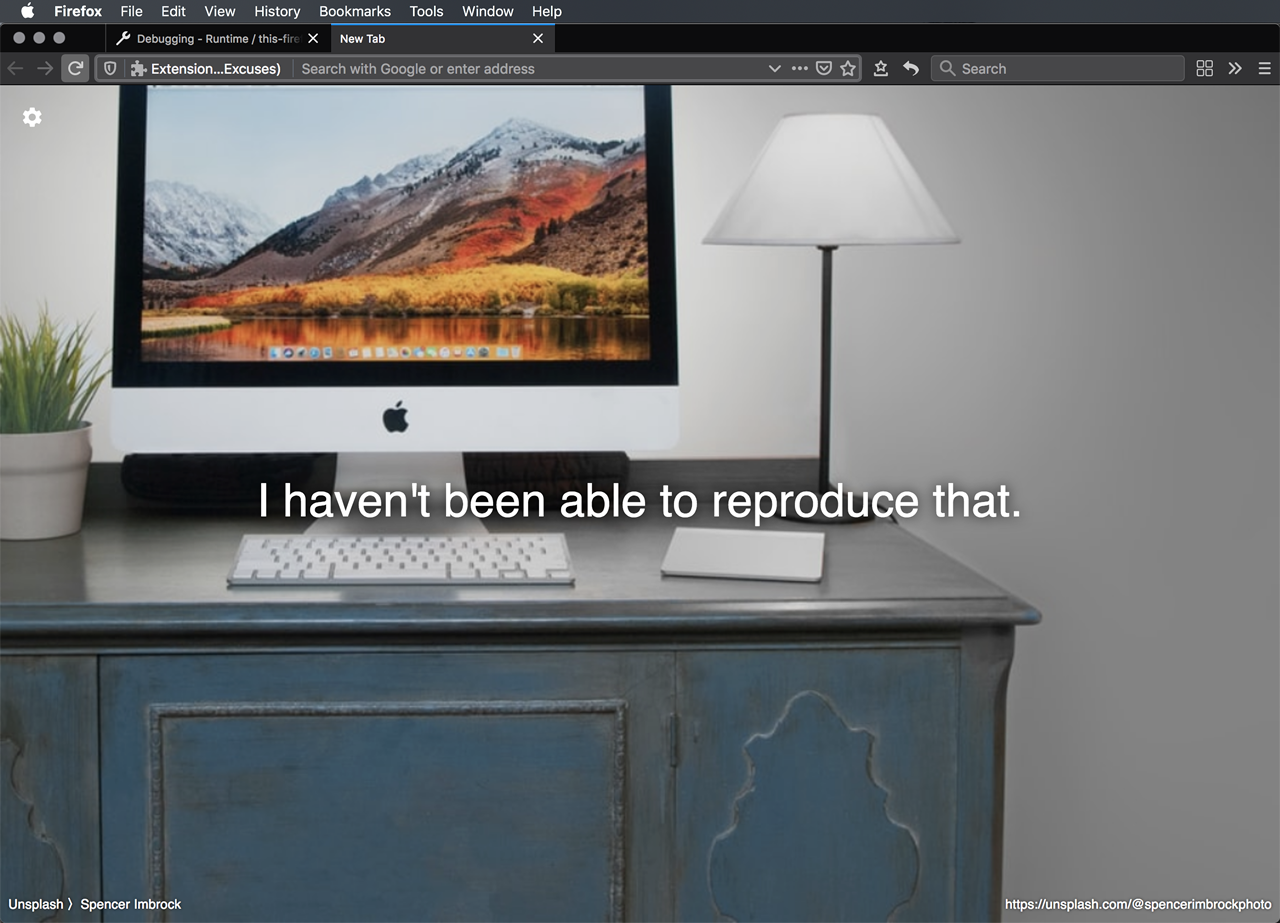 Firefox File Edit View History Bookmarks Tools Window Help
Debugging - Runtime / this-fire
New Tab
Extension...Excuses)
Search with Google or enter address
Search
I haven't been able to reproduce that.
Unsplash 〉 Spencer Imbrock
https://unsplash.com/@spencerimbrockphoto